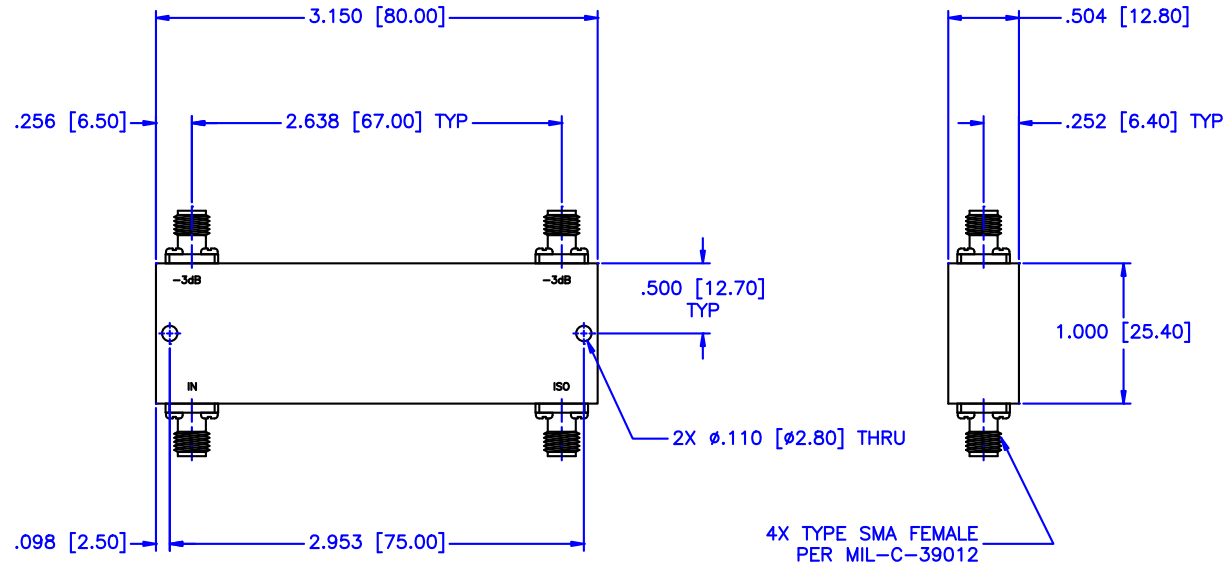 3.150 [80.00]
.504 [12.80]
.256 [6.50]
2.638 [67.00] TYP
.252 [6.40] TYP
-3dB
-3dB
.500 [12.70]
TYP
1.000 [25.40]
IN
ISO
2X ø.110 [ø2.80] THRU
.098 [2.50]
2.953 [75.00]
4X TYPE SMA FEMALE
PER MIL-C-39012